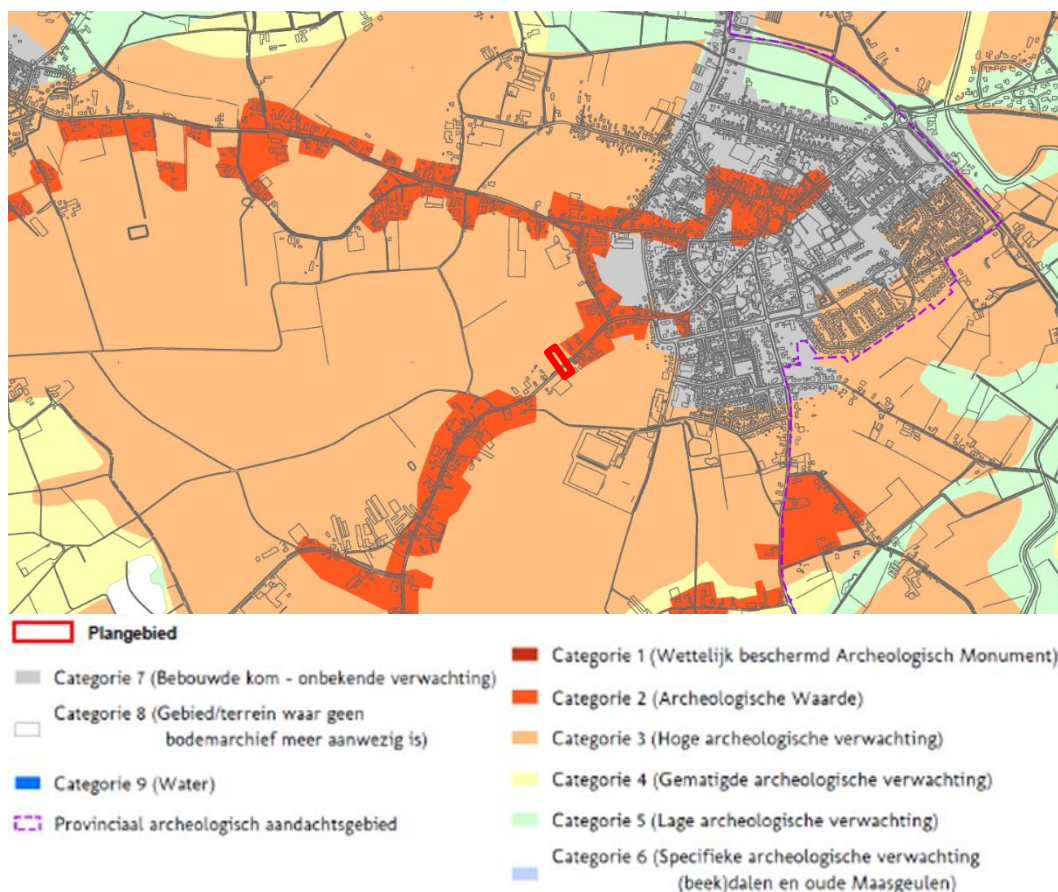 Plangebied
Categorie 7 (Bebouwde kom - onbekende verwachting)
Categorie 8 (Gebied/terrein waar geen
bodemarchief meer aanwezig is)
Categorie 9 (Water)
Provinciaal archeologisch aandachtsgebied
Categorie 1 (Wettelijk beschermd Archeologisch Monument)
Categorie 2 (Archeologische Waarde)
Categorie 3 (Hoge archeologische verwachting)
Categorie 4 (Gematigde archeologische verwachting)
Categorie 5 (Lage archeologische verwachting)
Categorie 6 (Specifieke archeologische verwachting
(beek)dalen en oude Maasgeulen)